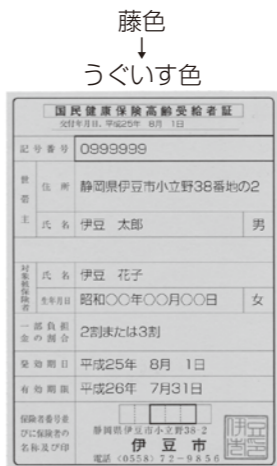 藤色
↓
うぐいす色
国民健康保険高齢受給者証
交付年月日、平成25年 8月 1日
記号番号 0999999
世帯主 住所 静岡県伊豆市小立野38番地の2
氏名 伊豆 太郎 男
対象被保険者 氏名 伊豆 花子
生年月日 昭和〇〇年〇〇月〇〇日 女
一部負担金の割合 2割または3割
発効期日 平成25年 8月 1日
有効期限 平成26年 7月31日
保険者番号並びに保険者の名称及び印
静岡県伊豆市小立野38-2
伊豆市
電話 (0558) 72-9856